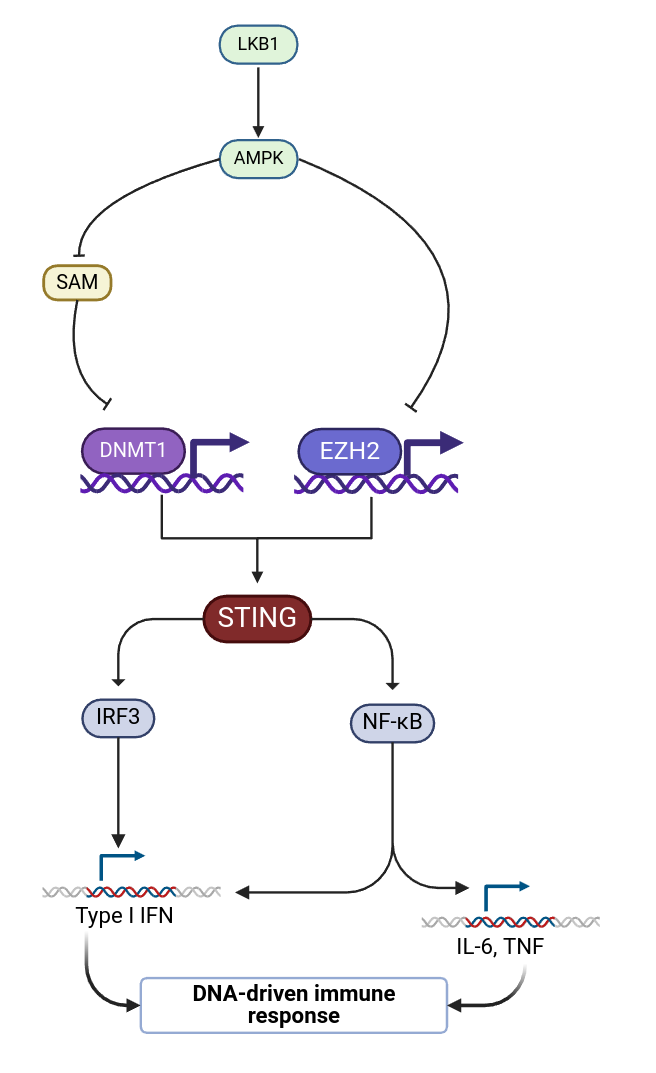 LKB1
AMPK
SAM
DNMT1
EZH2
STING
IRF3
NF-κB
Type I IFN
IL-6, TNF
DNA-driven immune
response